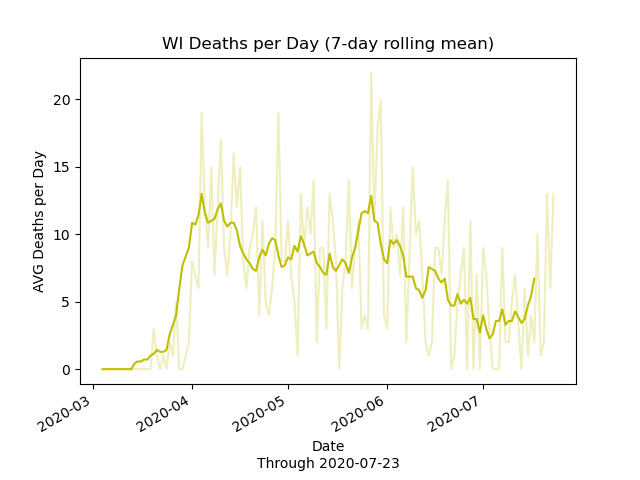 WI Deaths per Day (7-day rolling mean)
AVG Deaths per Day
20
15
10
5
0
2020-03
2020-04
2020-05
2020-06
2020-07
Date
Through 2020-07-23